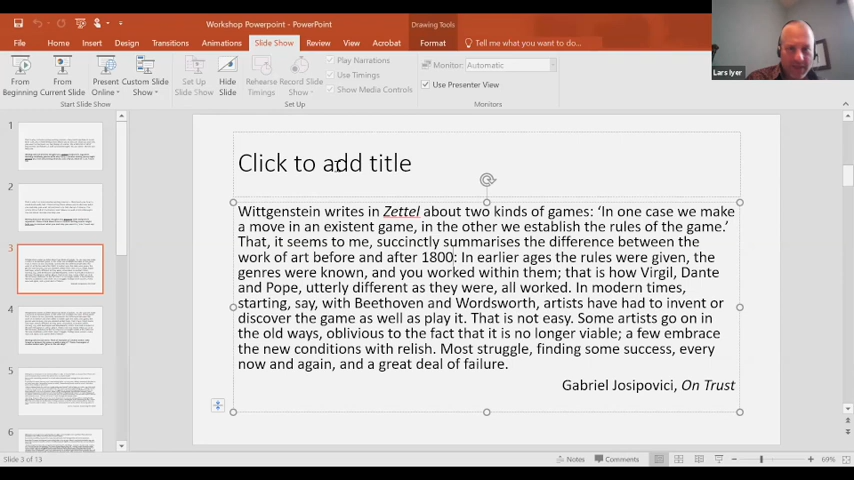 Workshop Powerpoint - PowerPoint
Drawing Tools
File Home Insert Design Transitions Animations Slide Show Review View Acrobat Format Tell me what you want to do...
From Beginning
From Current Slide
Present Online
Custom Slide Show
Set Up Slide Show
Hide Slide
Rehearse Timings
Record Slide Show
Play Narrations
Use Timings
Show Media Controls
Monitor: Automatic
Use Presenter View
Start Slide Show
Set Up
Monitors
Lars Iyer
1
2
3
4
5
6
Click to add title
Wittgenstein writes in Zettel about two kinds of games: ‘In one case we make
a move in an existent game, in the other we establish the rules of the game.’
That, it seems to me, succinctly summarises the difference between the
work of art before and after 1800: In earlier ages the rules were given, the
genres were known, and you worked within them; that is how Virgil, Dante
and Pope, utterly different as they were, all worked. In modern times,
starting, say, with Beethoven and Wordsworth, artists have had to invent or
discover the game as well as play it. That is not easy. Some artists go on in
the old ways, oblivious to the fact that it is no longer viable; a few embrace
the new conditions with relish. Most struggle, finding some success, every
now and again, and a great deal of failure.
Gabriel Josipovici, On Trust
Slide 3 of 13
Notes
Comments
69%